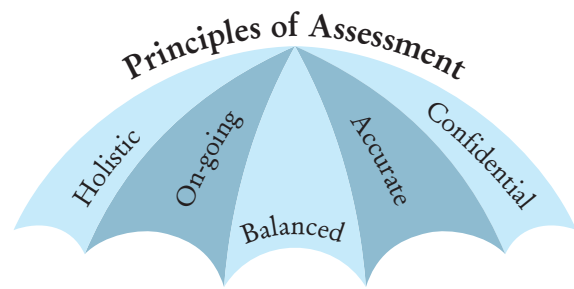 Principles of Assessment
Holistic
On-going
Balanced
Accurate
Confidential